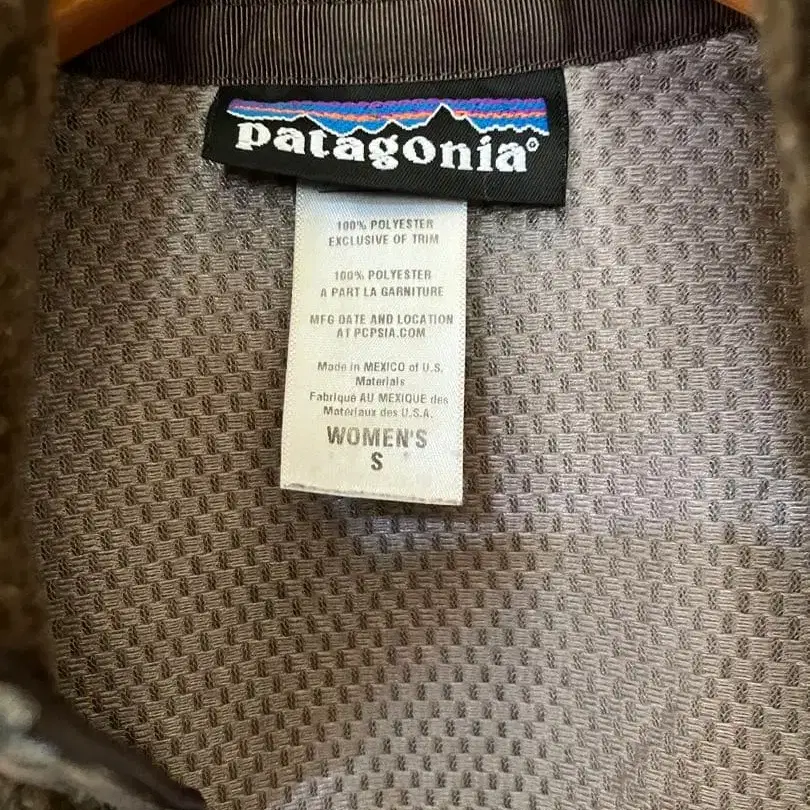 patagonia®
100% POLYESTER
EXCLUSIVE OF TRIM
100% POLYESTER
A PART LA GARNITURE
MFG DATE AND LOCATION
AT PCPSIA.COM
Made in MEXICO of U.S.
Materials
Fabriqué AU MEXIQUE des
Matériaux des U.S.A.
WOMEN'S
S